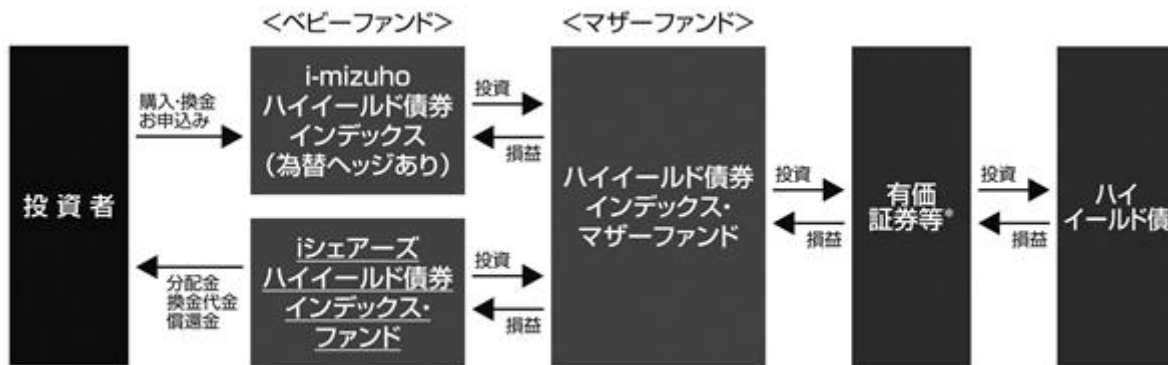 <ベビーファンド>
<マザーファンド>
投資者
購入・換金
お申込み
分配金
換金代金
償還金
i-mizuho
ハイイールド債券
インデックス
(為替ヘッジあり)
iシェアーズ
ハイイールド債券
インデックス・
ファンド
投資
損益
投資
損益
ハイイールド債券
インデックス・
マザーファンド
投資
損益
有価
証券等*
投資
損益
ハイ
イールド債